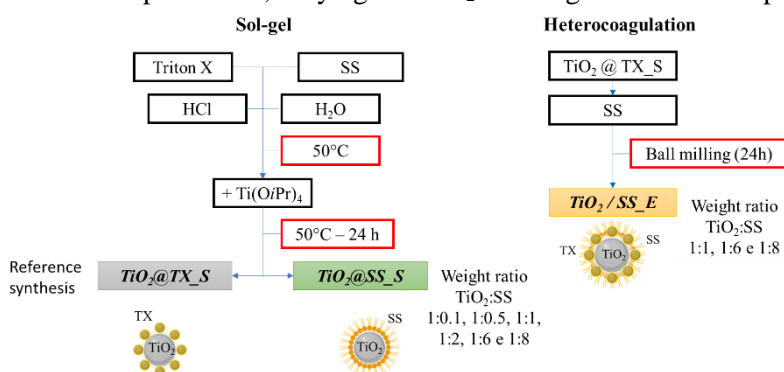 Sol-gel
Triton X
SS
HCl
H₂O
50°C
+ Ti(OiPr)₄
50°C – 24 h
Reference
synthesis
TiO₂@TX_S
TiO₂@SS_S
Weight ratio
TiO₂:SS
1:0.1, 1:0.5, 1:1,
1:2, 1:6 e 1:8
TX
TiO₂
SS
TiO₂
Heterocoagulation
TiO₂ @ TX_S
SS
Ball milling (24h)
TiO₂ / SS_E
Weight ratio
TiO₂:SS
1:1, 1:6 e 1:8
TX
SS
TiO₂